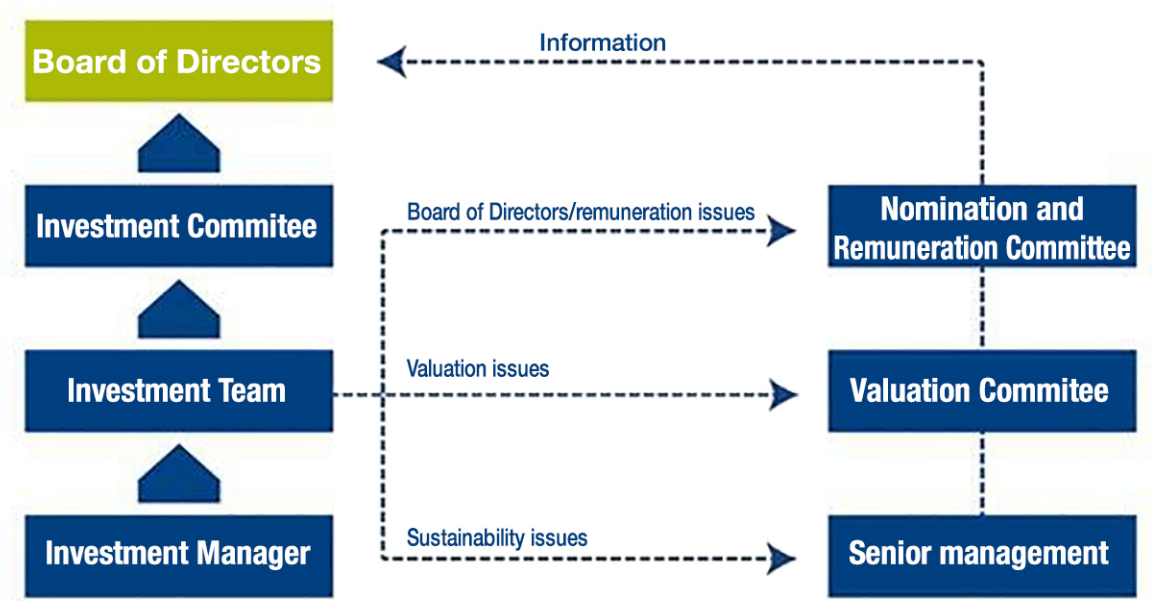 Board of Directors
Information
Investment Commitee
Board of Directors/remuneration issues
Nomination and
Remuneration Committee
Investment Team
Valuation issues
Valuation Commitee
Investment Manager
Sustainability issues
Senior management